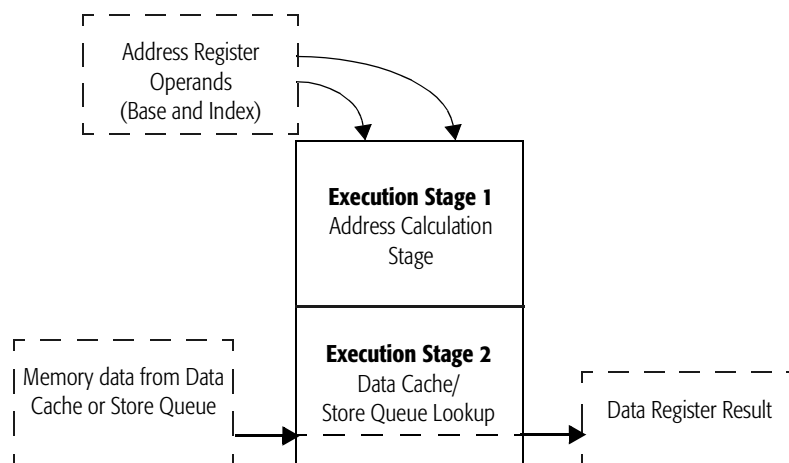 Address Register
Operands
(Base and Index)
Execution Stage 1
Address Calculation
Stage
Execution Stage 2
Data Cache/
Store Queue Lookup
Memory data from Data
Cache or Store Queue
Data Register Result